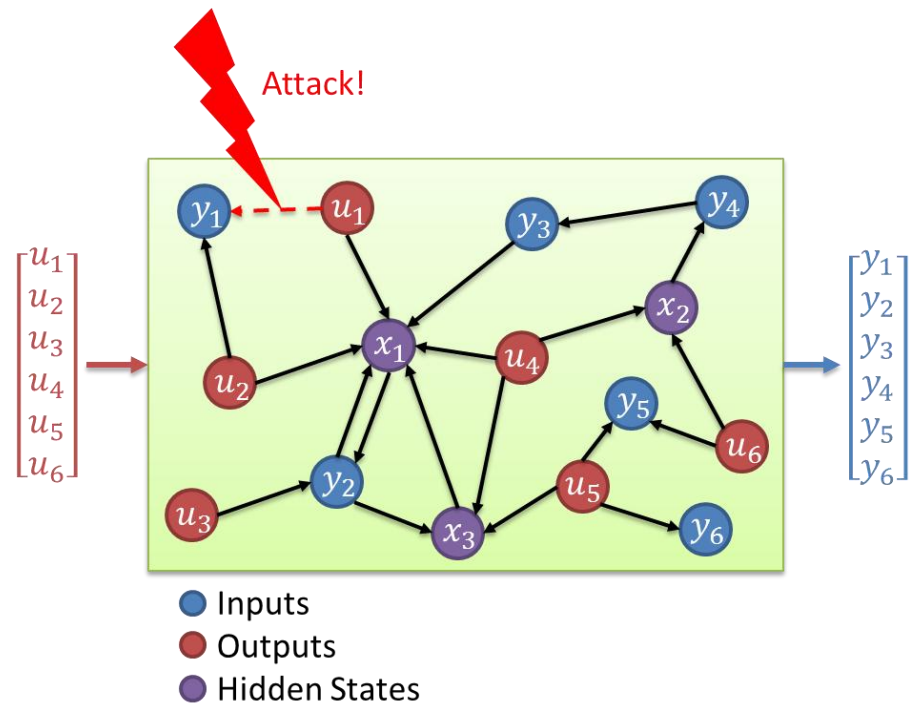 Attack!
y₁
u₁
y₃
y₄
x₂
x₁
u₄
u₂
y₅
u₆
y₂
u₅
u₃
x₃
y₆
u₁
u₂
u₃
u₄
u₅
u₆
y₁
y₂
y₃
y₄
y₅
y₆
Inputs
Outputs
Hidden States